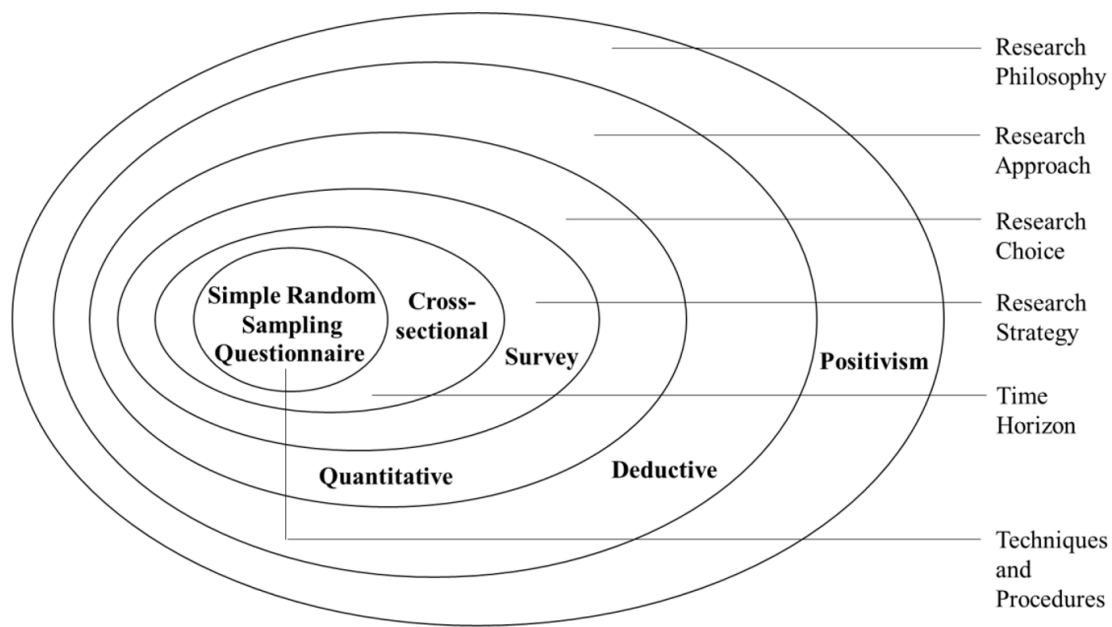 Research
Philosophy
Research
Approach
Research
Choice
Simple Random
Sampling
Questionnaire
Cross-
sectional
Survey
Research
Strategy
Positivism
Time
Horizon
Quantitative
Deductive
Techniques
and
Procedures